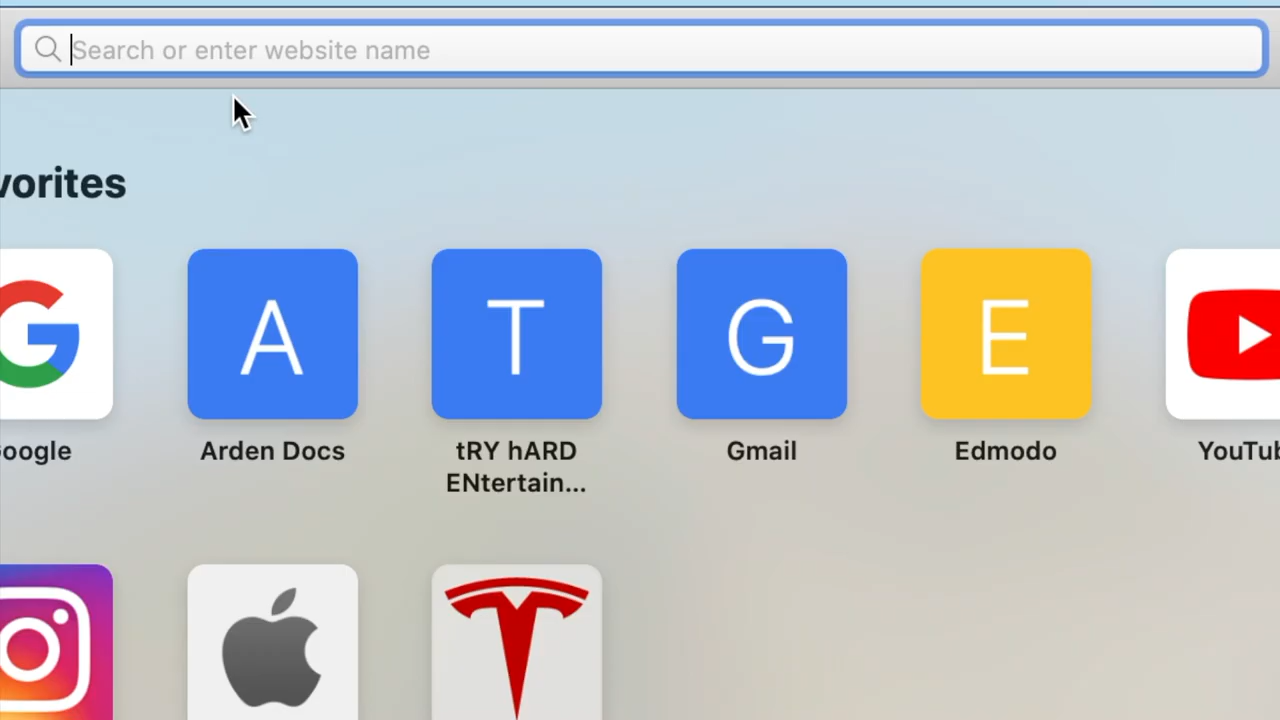 Search or enter website name
vorites
oogle
Arden Docs
tRY hARD
ENtertain...
Gmail
Edmodo
YouTub
A
T
G
E